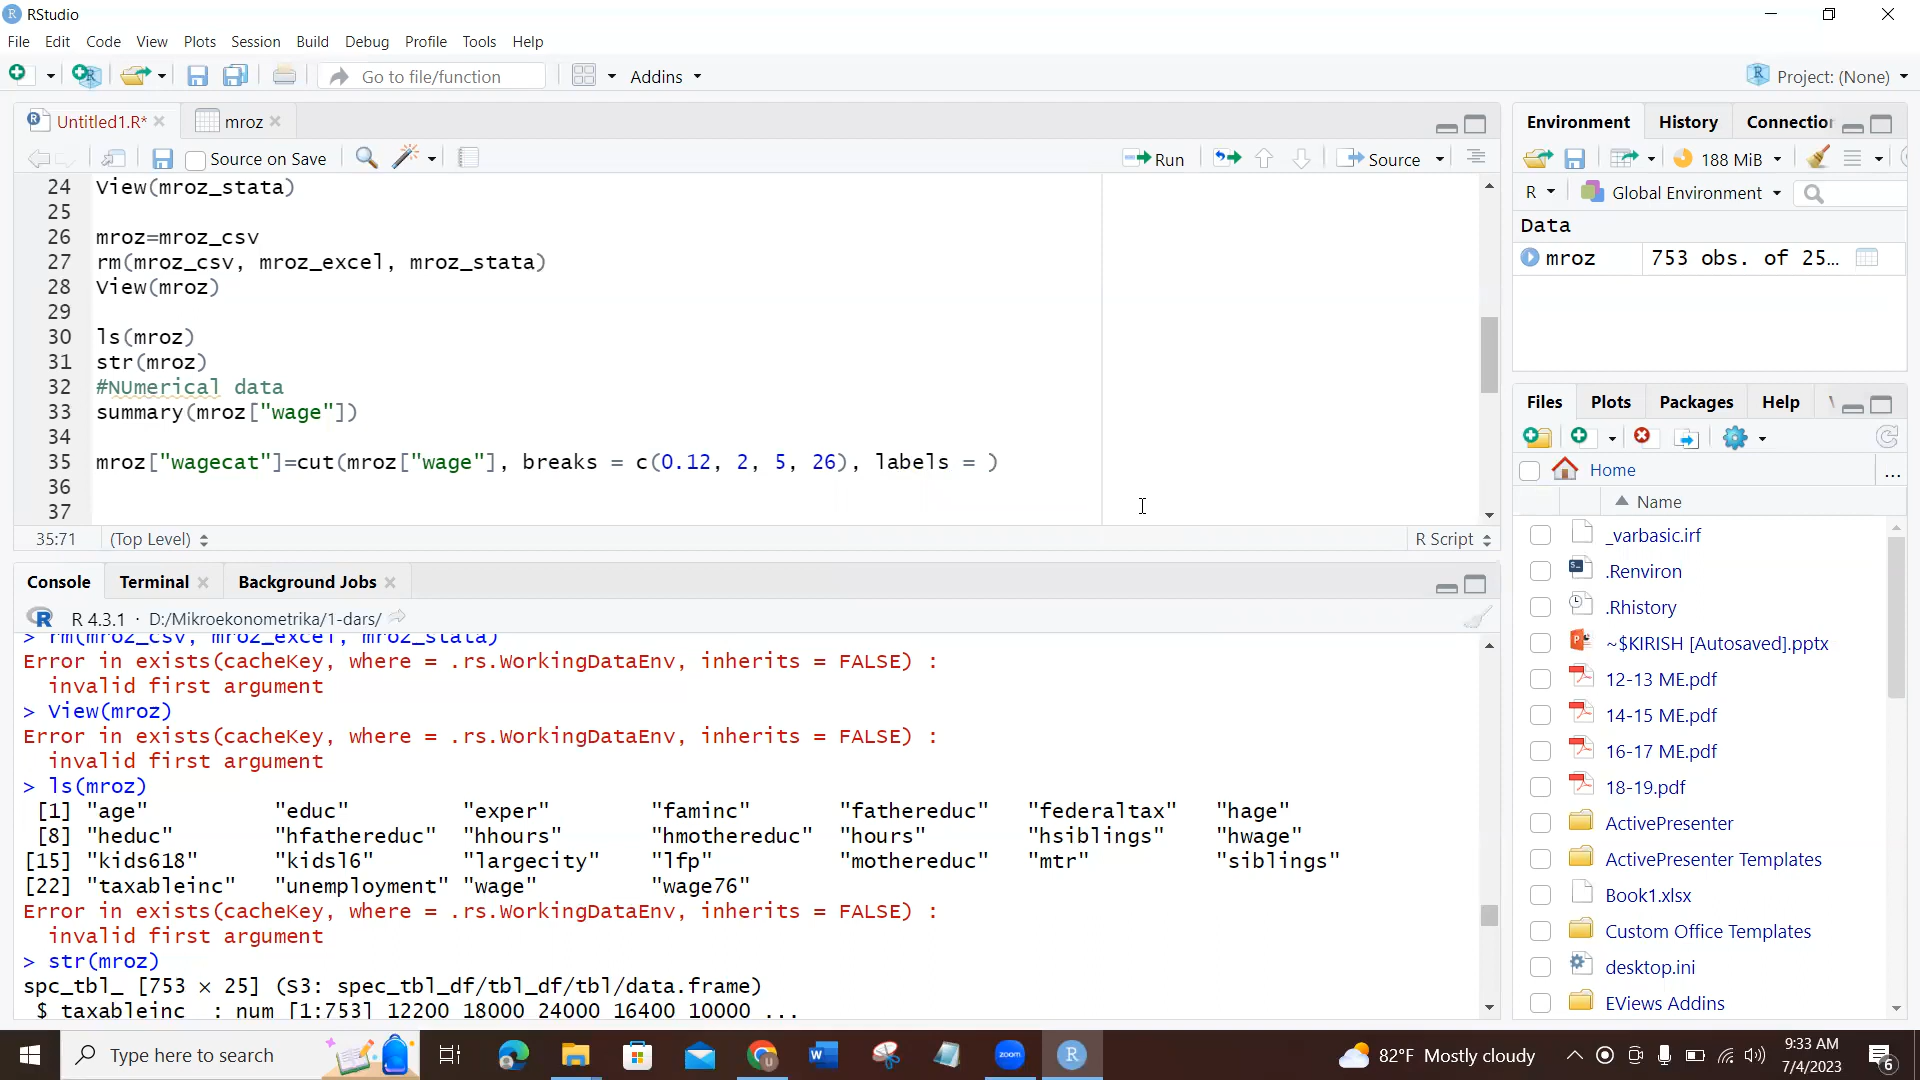 RStudio
File Edit Code View Plots Session Build Debug Profile Tools Help
Go to file/function Addins Project: (None)
Untitled1.R* mroz
Source on Save Run Source
24 View(mroz_stata)
25
26 mroz=mroz_csv
27 rm(mroz_csv, mroz_excel, mroz_stata)
28 View(mroz)
29
30 ls(mroz)
31 str(mroz)
32 #NUmerical data
33 summary(mroz["wage"])
34
35 mroz["wagecat"]=cut(mroz["wage"], breaks = c(0.12, 2, 5, 26), labels = )
36
37
35:71 (Top Level) R Script
Console Terminal Background Jobs
R 4.3.1 · D:/Mikroekonometrika/1-dars/
> rm(mroz_csv, mroz_excel, mroz_stata)
Error in exists(cacheKey, where = .rs.WorkingDataEnv, inherits = FALSE) :
invalid first argument
> View(mroz)
Error in exists(cacheKey, where = .rs.WorkingDataEnv, inherits = FALSE) :
invalid first argument
> ls(mroz)
[1] "age" "educ" "exper" "faminc" "fathereduc" "federaltax" "hage"
[8] "heduc" "hfathereduc" "hhours" "hmothereduc" "hours" "hsiblings" "hwage"
[15] "kids618" "kidsl6" "largecity" "lfp" "mothereduc" "mtr" "siblings"
[22] "taxableinc" "unemployment" "wage" "wage76"
Error in exists(cacheKey, where = .rs.WorkingDataEnv, inherits = FALSE) :
invalid first argument
> str(mroz)
spc_tbl_ [753 × 25] (S3: spec_tbl_df/tbl_df/tbl/data.frame)
$ taxableinc : num [1:753] 12200 18000 24000 16400 10000 ...
Environment History Connection
188 MiB
R Global Environment
Data
mroz 753 obs. of 25…
Files Plots Packages Help
Home ...
Name
_varbasic.irf
.Renviron
.Rhistory
~$KIRISH [Autosaved].pptx
12-13 ME.pdf
14-15 ME.pdf
16-17 ME.pdf
18-19.pdf
ActivePresenter
ActivePresenter Templates
Book1.xlsx
Custom Office Templates
desktop.ini
EViews Addins
Type here to search
zoom
82°F Mostly cloudy
9:33 AM
7/4/2023
6